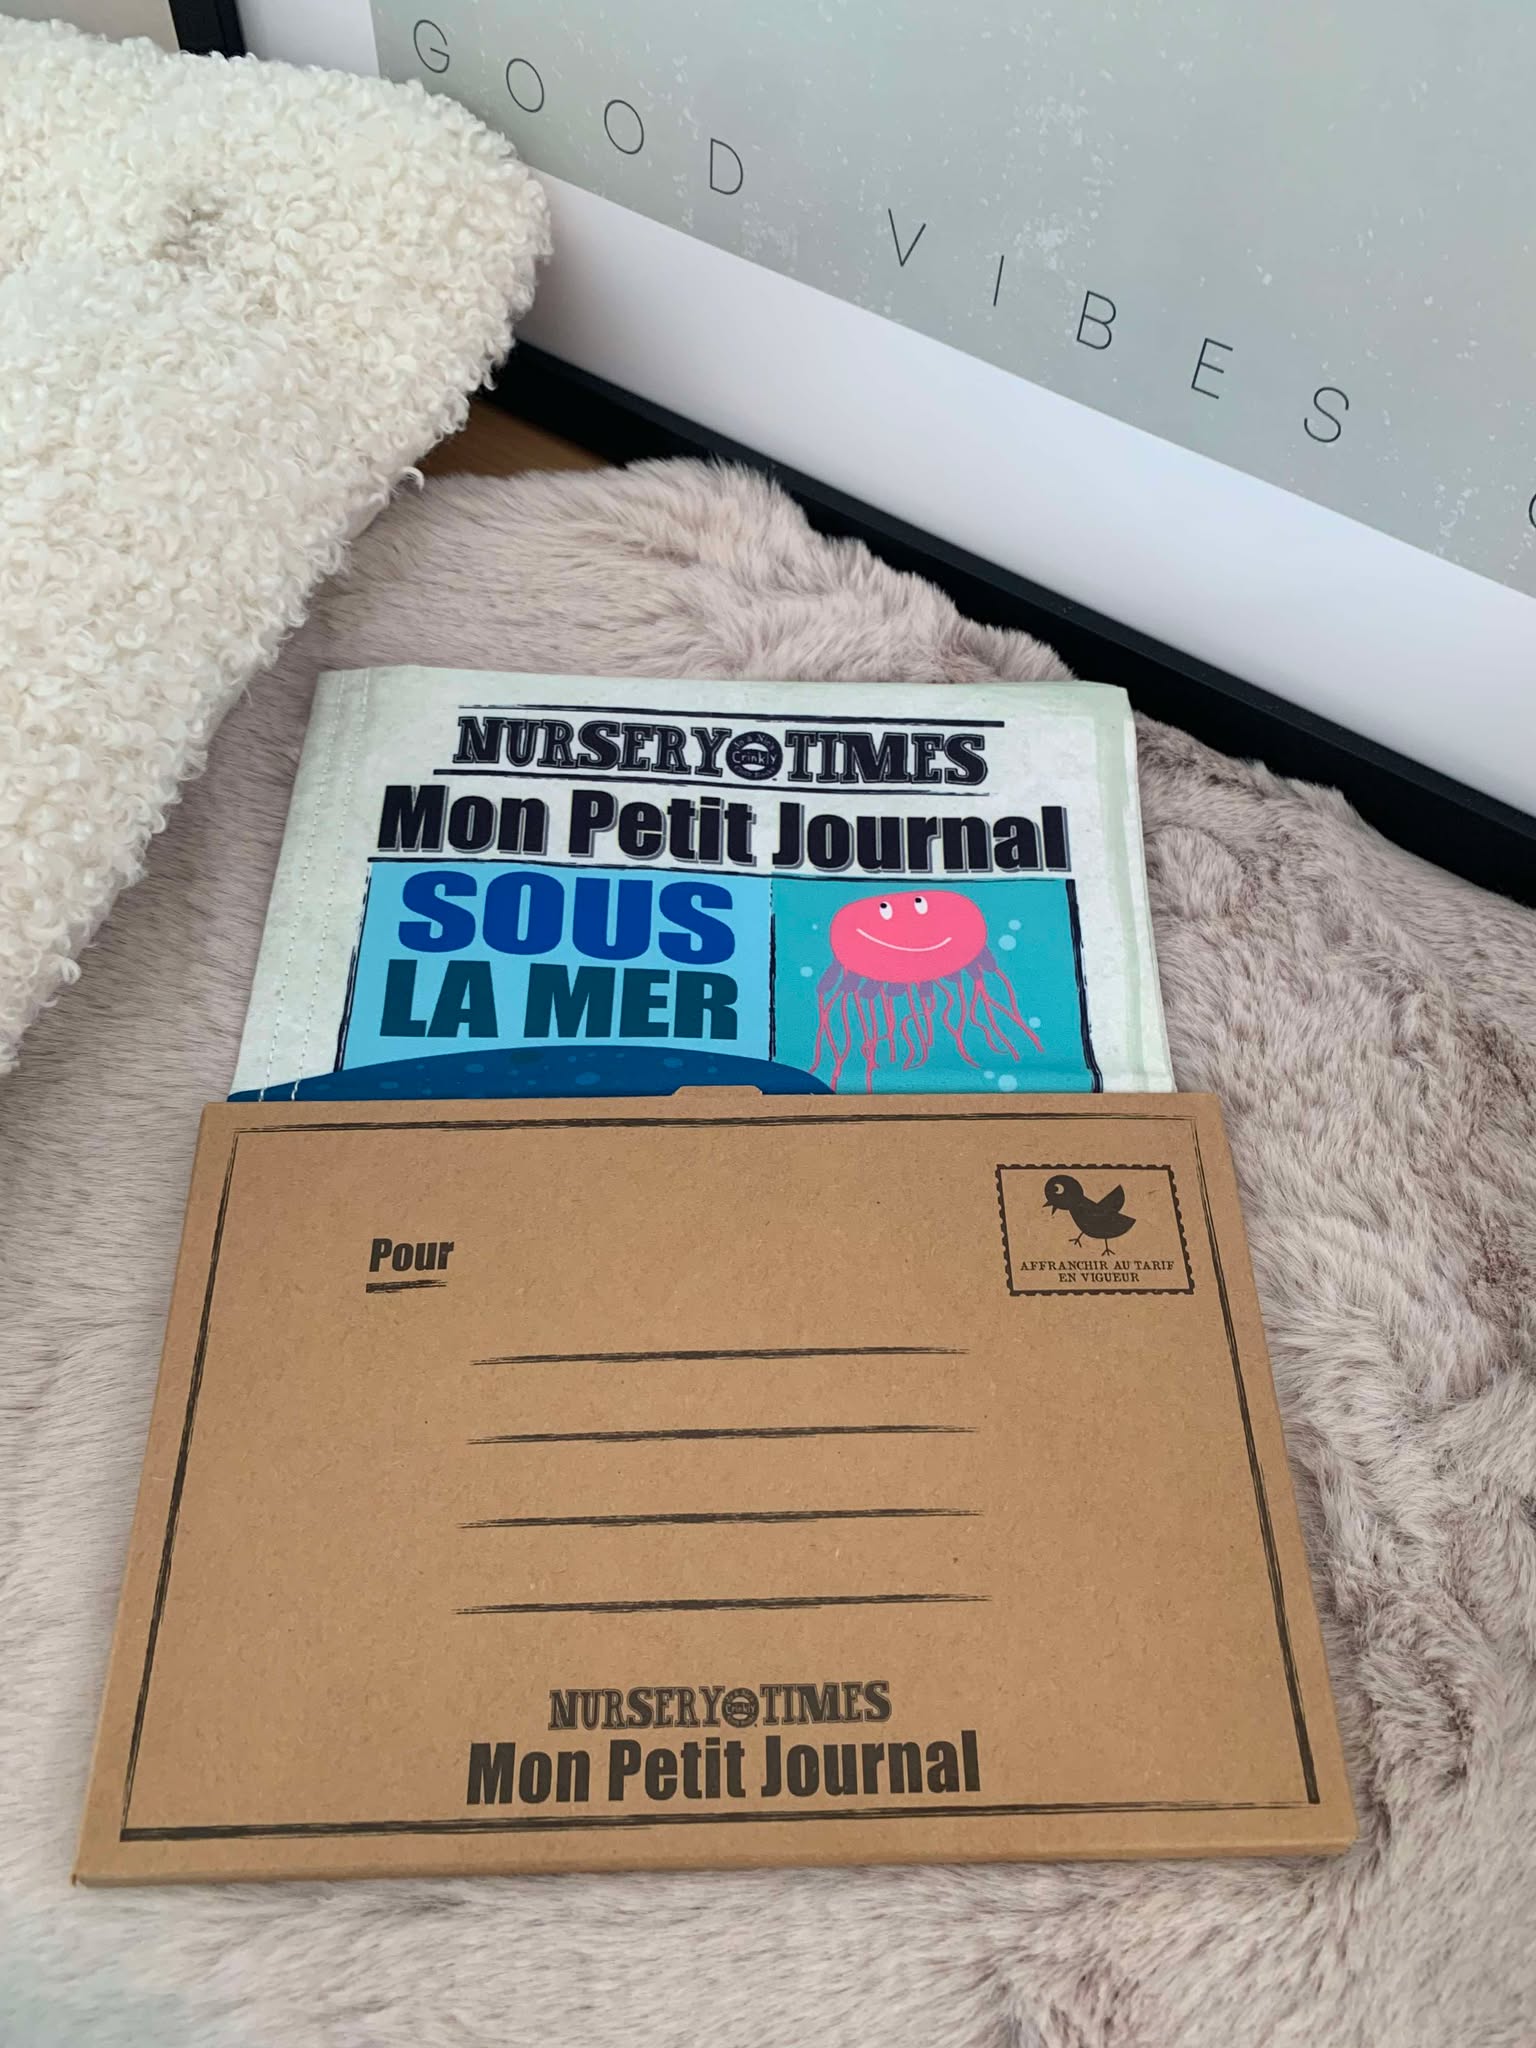 GOOD VIBES
NURSERY TIMES
Crinkly
Mon Petit Journal
SOUS
LA MER
Pour
AFFRANCHIR AU TARIF
EN VIGUEUR
NURSERY TIMES
Crinkly
Mon Petit Journal